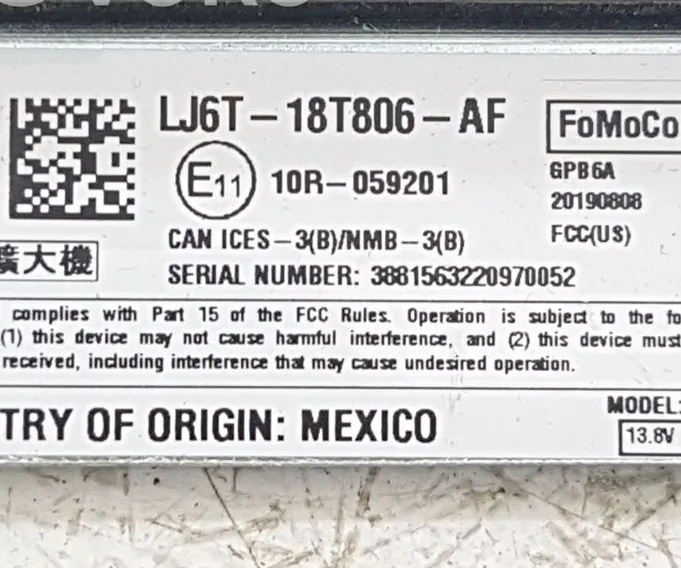 LJ6T-18T806-AF
FoMoCo
E11
10R-059201
GPB6A
20190808
FCC(US)
CAN ICES-3(B)/NMB-3(B)
擴大機
SERIAL NUMBER: 3881563220970052
complies with Part 15 of the FCC Rules. Operation is subject to the fo
(1) this device may not cause harmful interference, and (2) this device must
received, including interference that may cause undesired operation.
TRY OF ORIGIN: MEXICO
MODEL:
13.8V